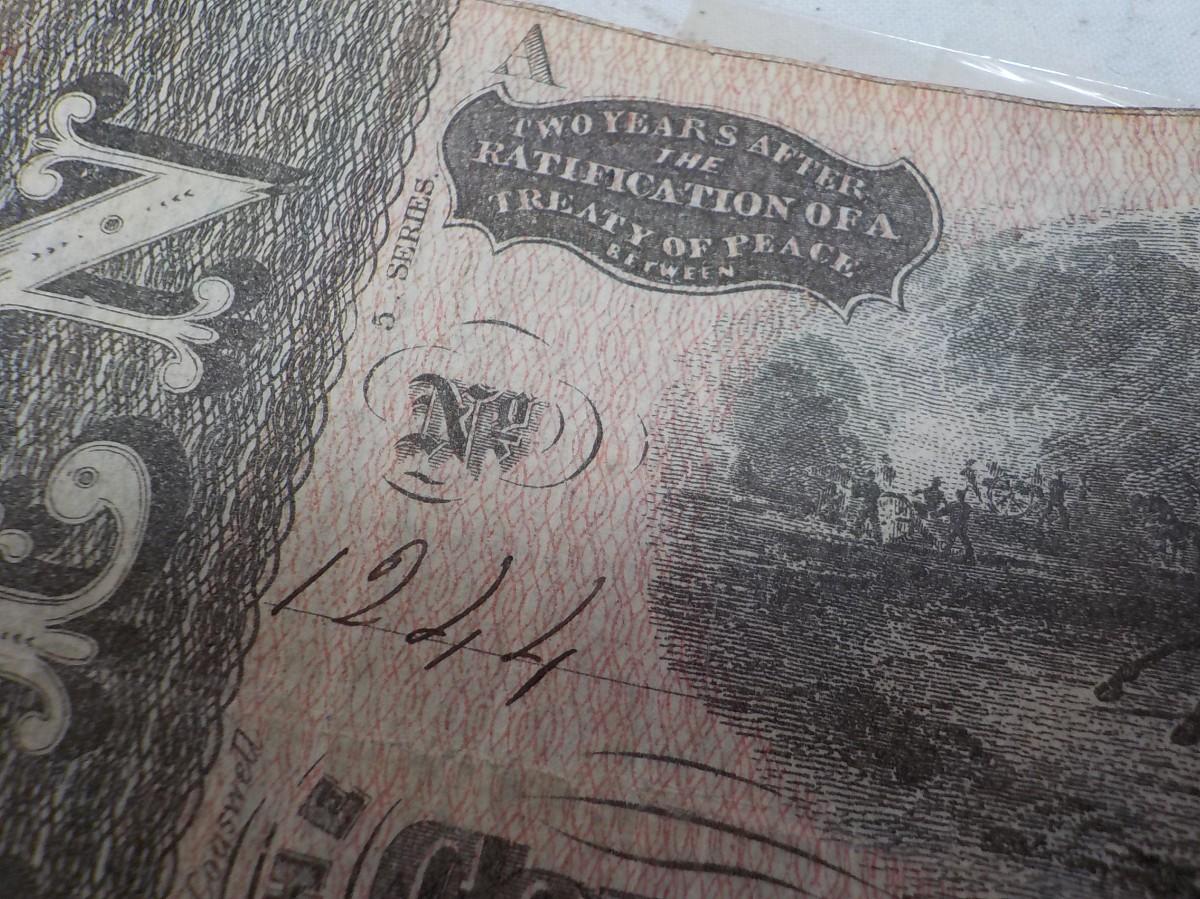 A
TWO YEARS AFTER
THE
RATIFICATION OF A
TREATY OF PEACE
BETWEEN
5 SERIES.
No
1244